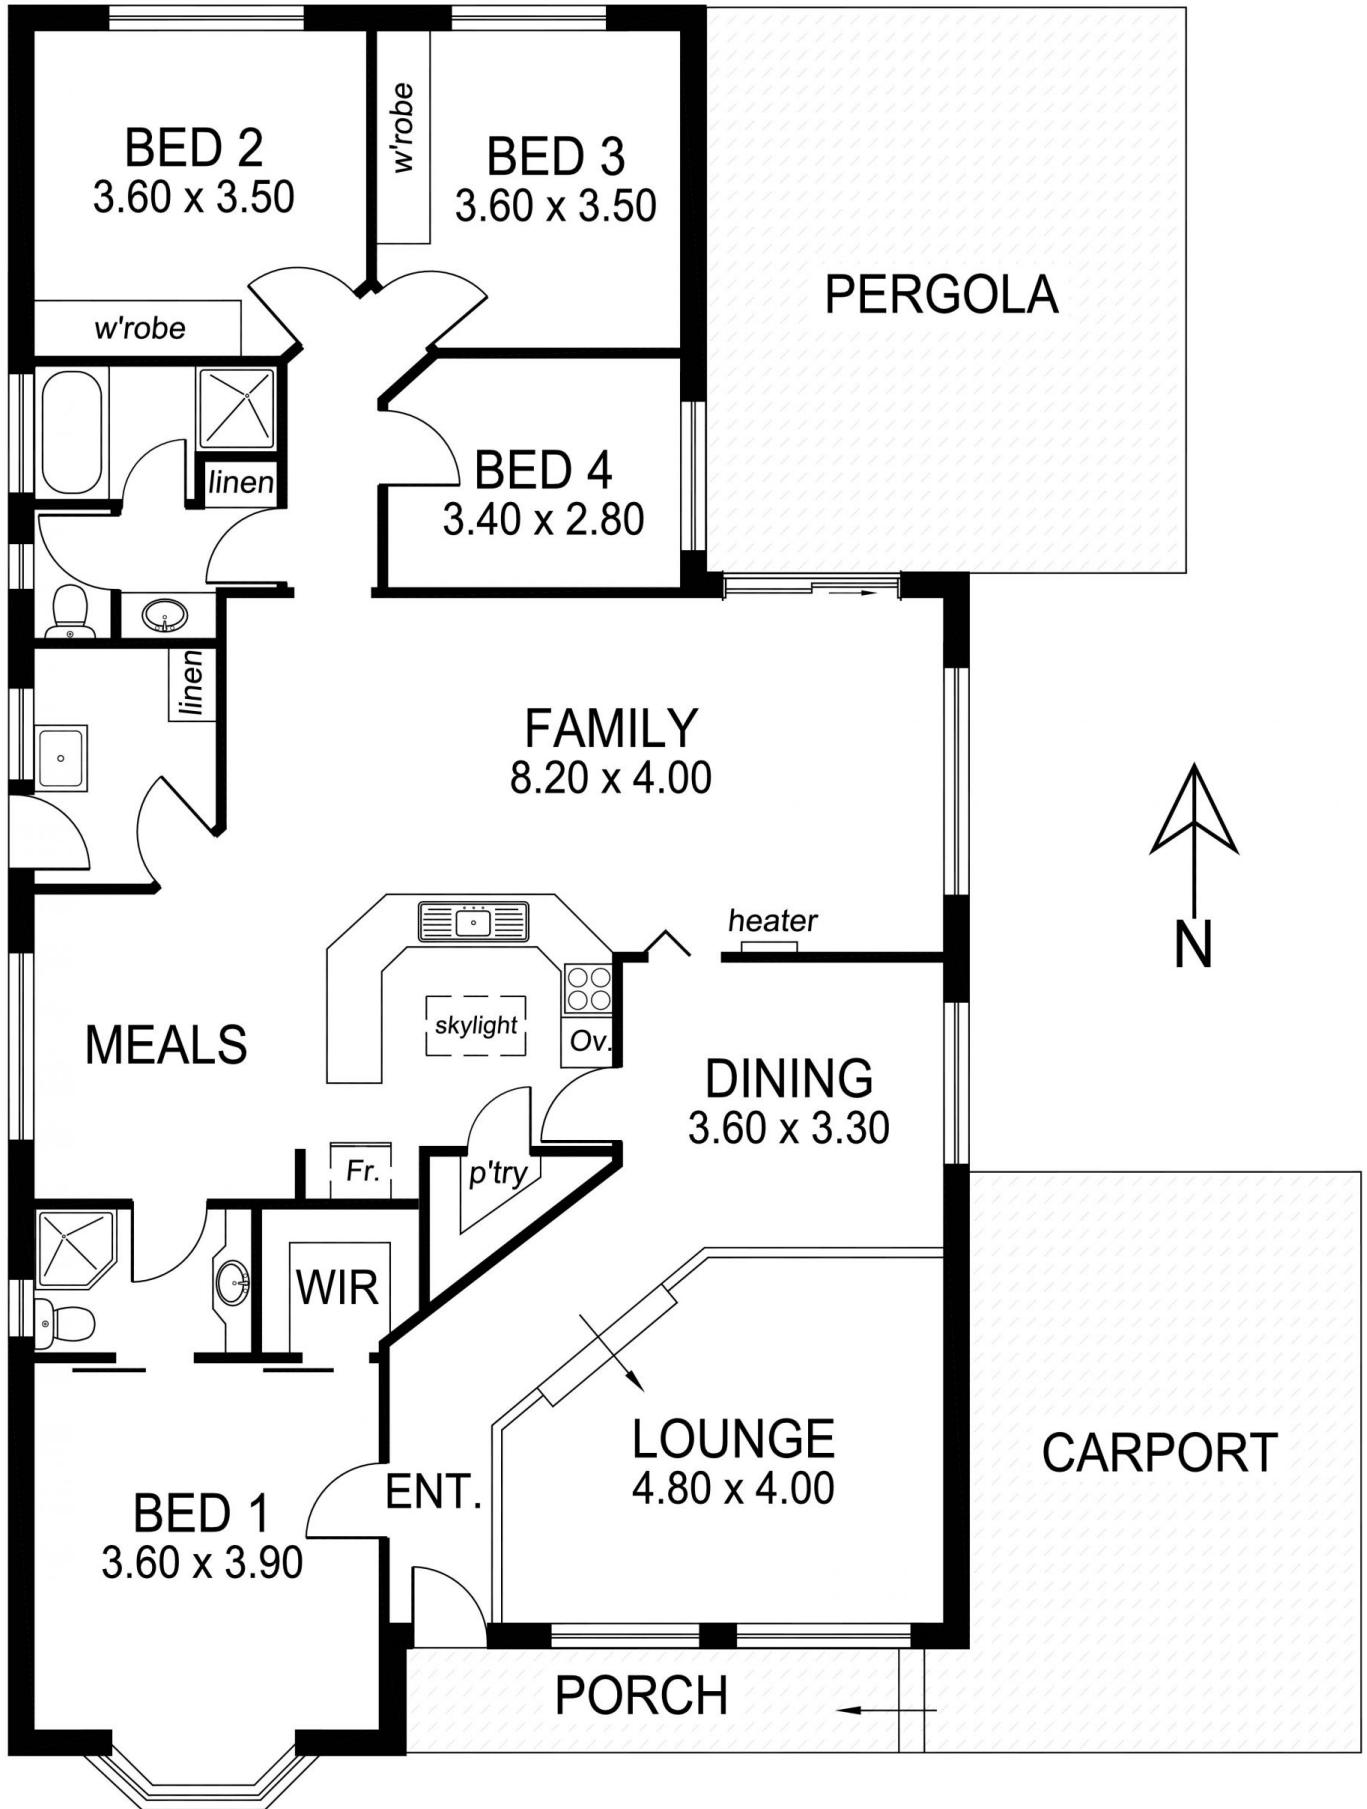 BED 2
3.60 x 3.50
w'robe
w'robe
BED 3
3.60 x 3.50
PERGOLA
linen
BED 4
3.40 x 2.80
linen
FAMILY
8.20 x 4.00
heater
N
MEALS
skylight
Ov.
DINING
3.60 x 3.30
Fr.
p'try
WIR
LOUNGE
4.80 x 4.00
CARPORT
ENT.
BED 1
3.60 x 3.90
PORCH